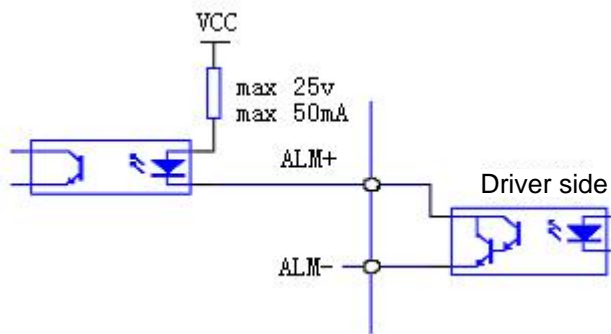 VCC
max 25v
max 50mA
ALM+
Driver side
ALM-